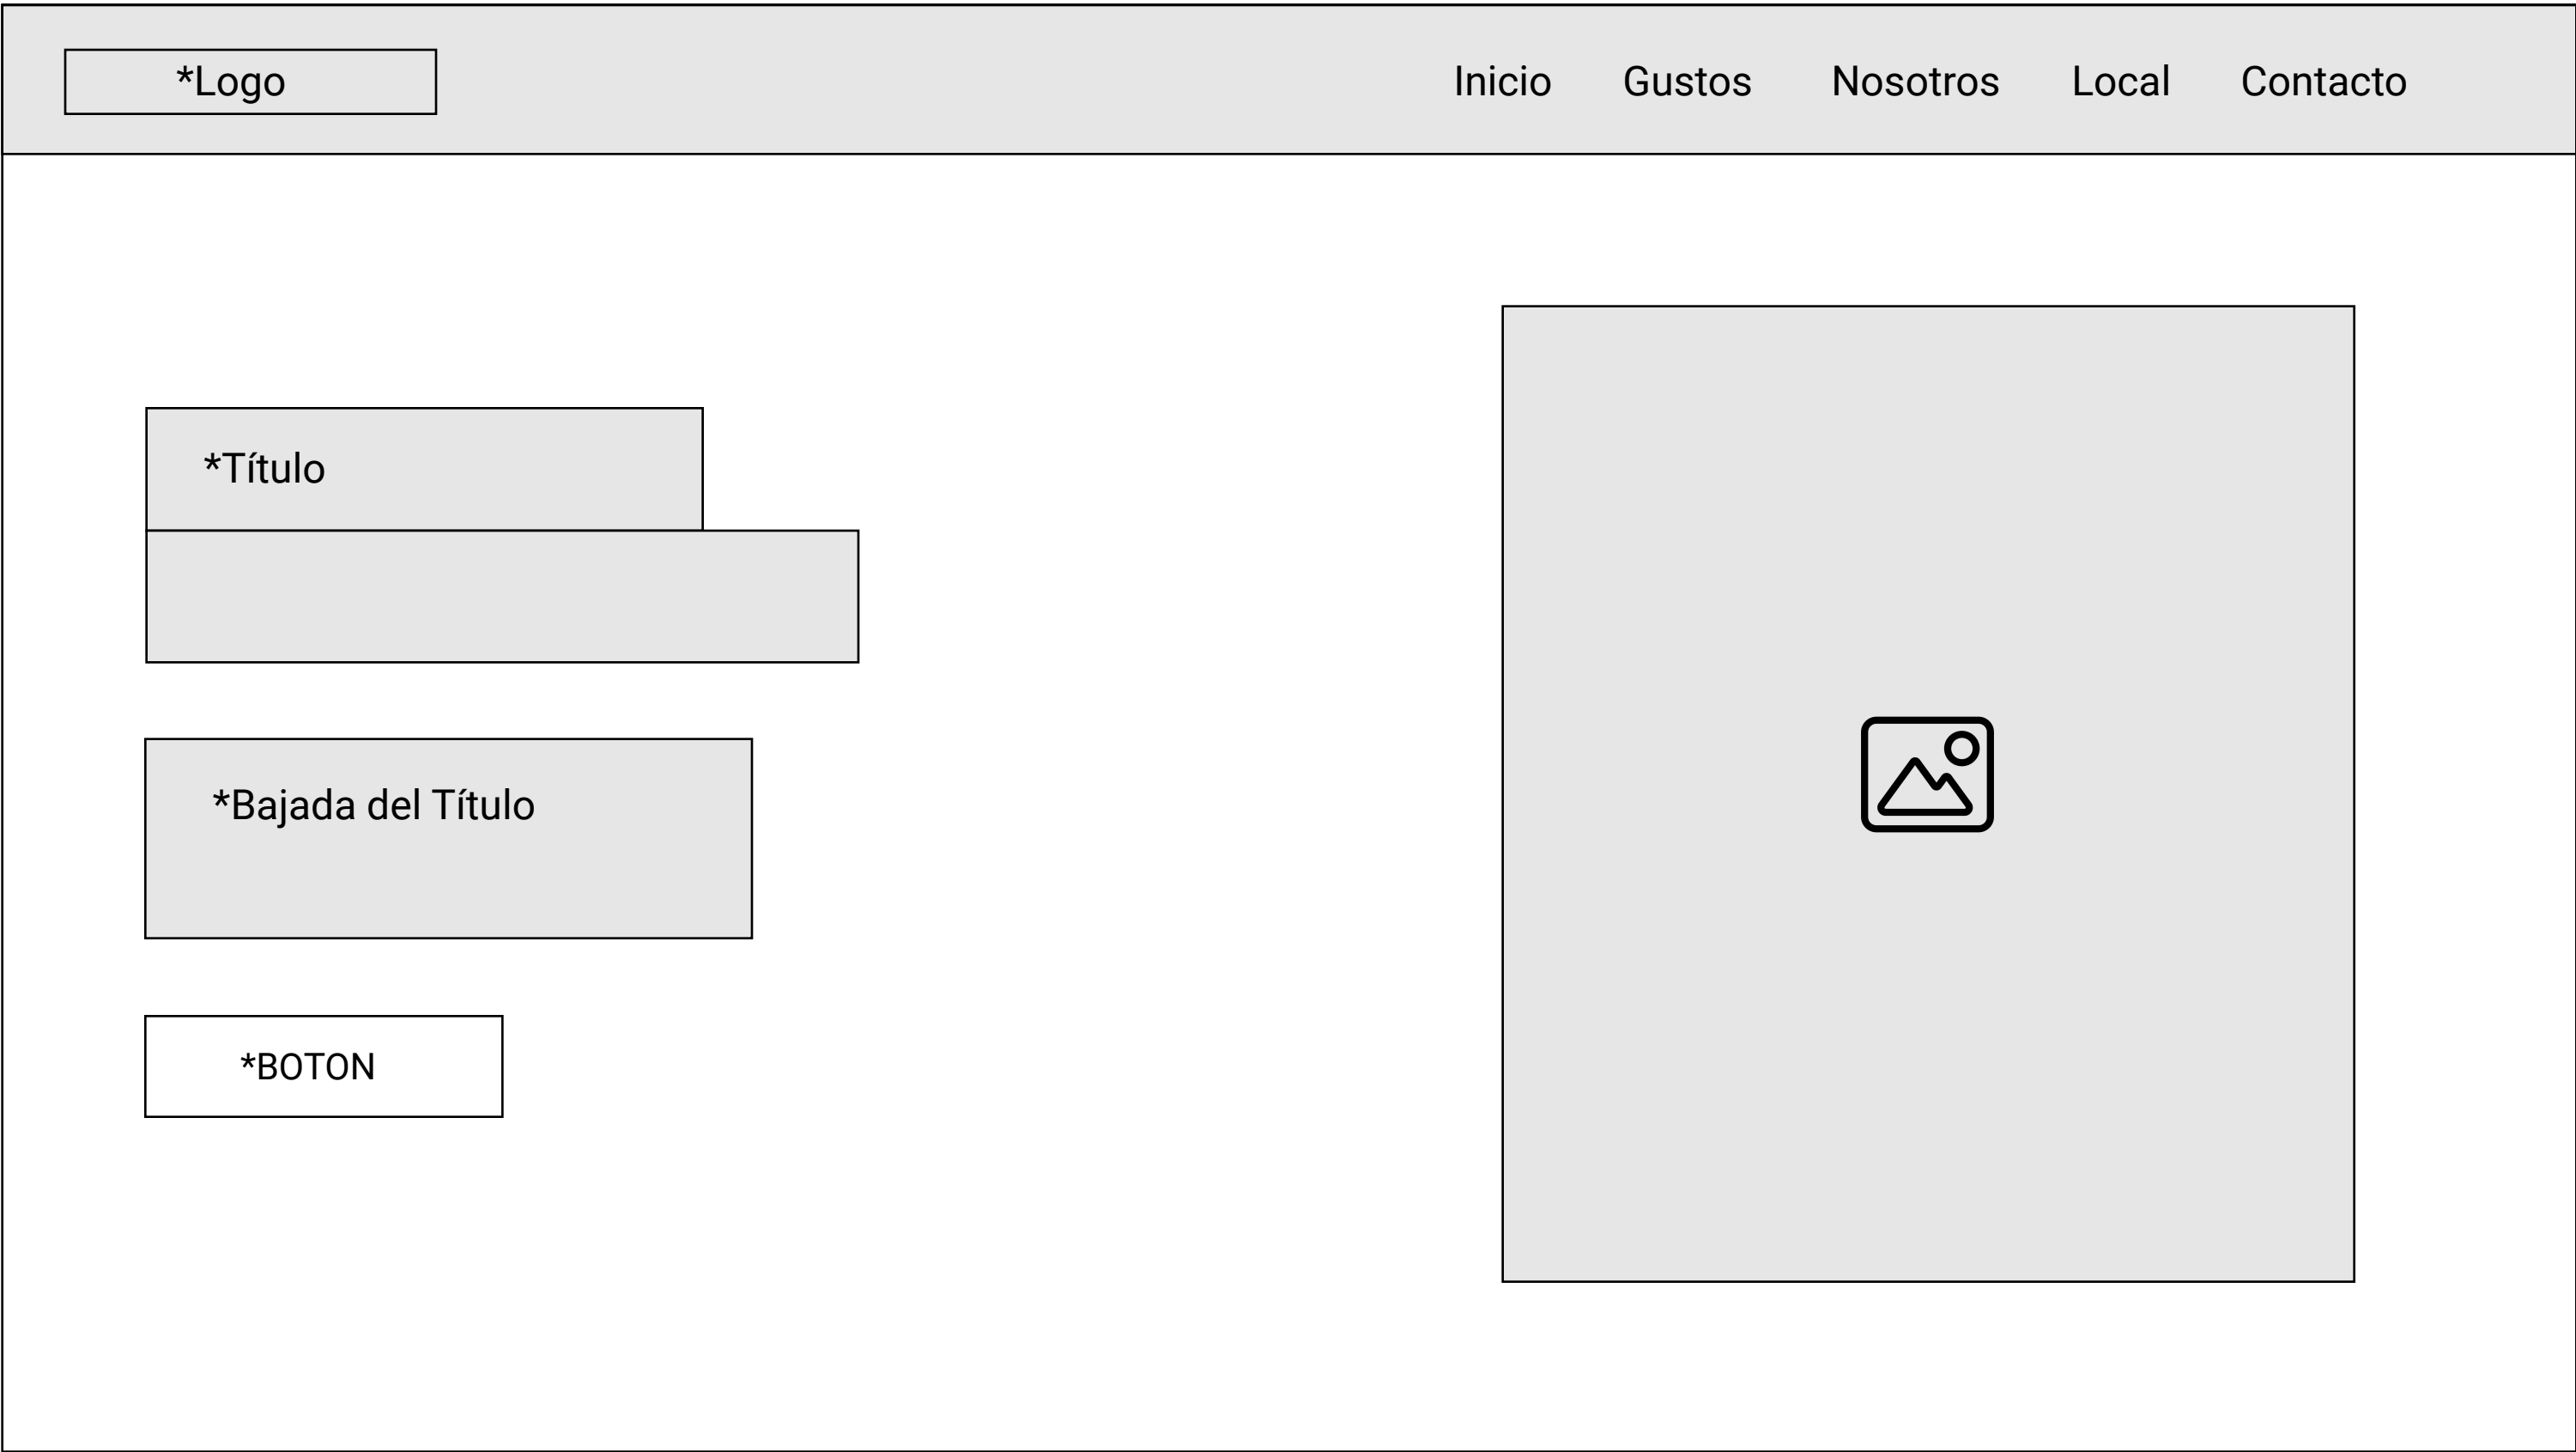 *Logo
Inicio Gustos Nosotros Local Contacto
*Título
*Bajada del Título
*BOTON